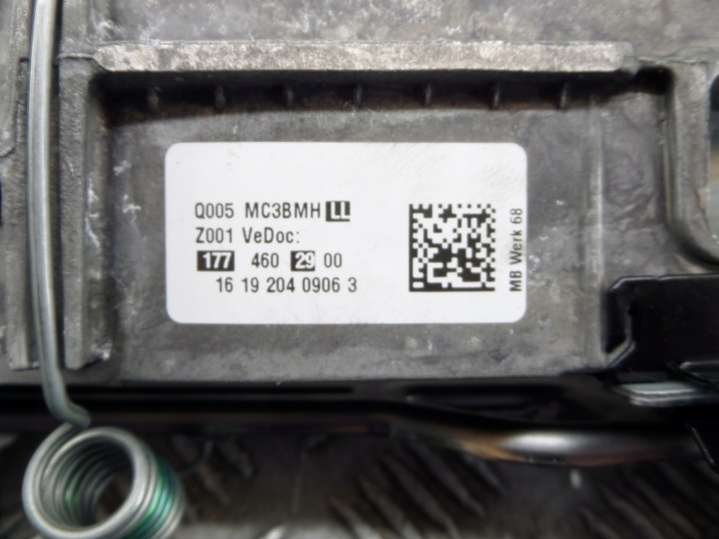 Q005 MC3BMH LL
Z001 VeDoc:
177 460 29 00
16 19 204 0906 3
MB Werk 68